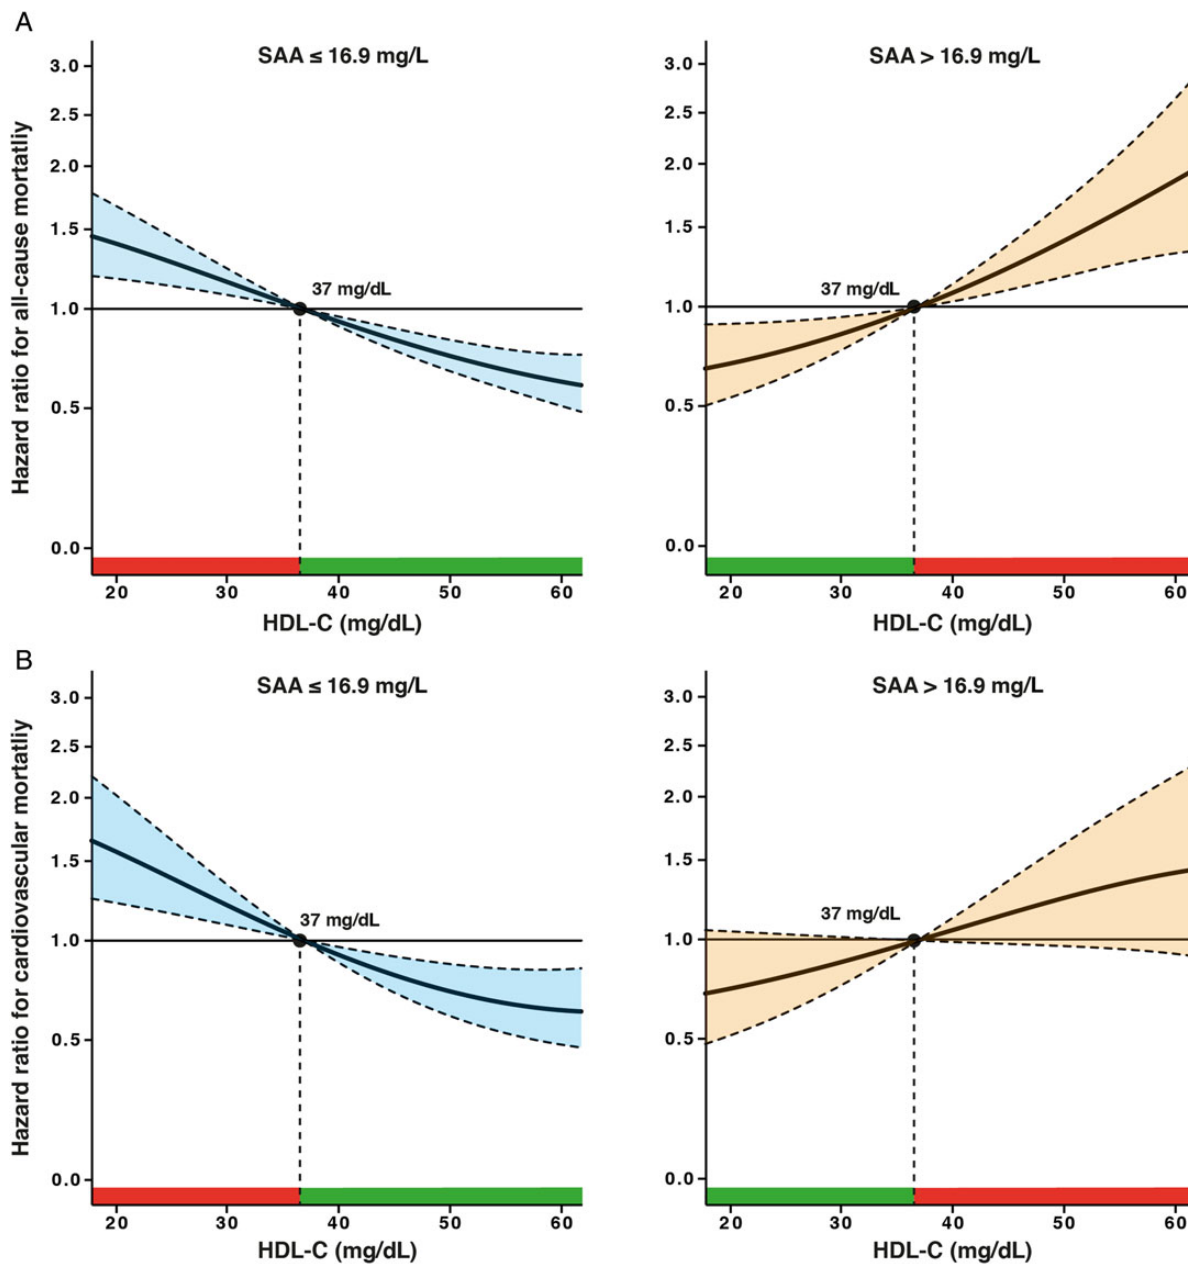 A
SAA ≤ 16.9 mg/L
Hazard ratio for all-cause mortatliy
3.0
2.5
2.0
1.5
1.0
0.5
0.0
37 mg/dL
20 30 40 50 60
HDL-C (mg/dL)
SAA > 16.9 mg/L
3.0
2.5
2.0
1.5
1.0
0.5
0.0
37 mg/dL
20 30 40 50 60
HDL-C (mg/dL)
B
SAA ≤ 16.9 mg/L
Hazard ratio for cardiovascular mortatliy
3.0
2.5
2.0
1.5
1.0
0.5
0.0
37 mg/dL
20 30 40 50 60
HDL-C (mg/dL)
SAA > 16.9 mg/L
3.0
2.5
2.0
1.5
1.0
0.5
0.0
37 mg/dL
20 30 40 50 60
HDL-C (mg/dL)